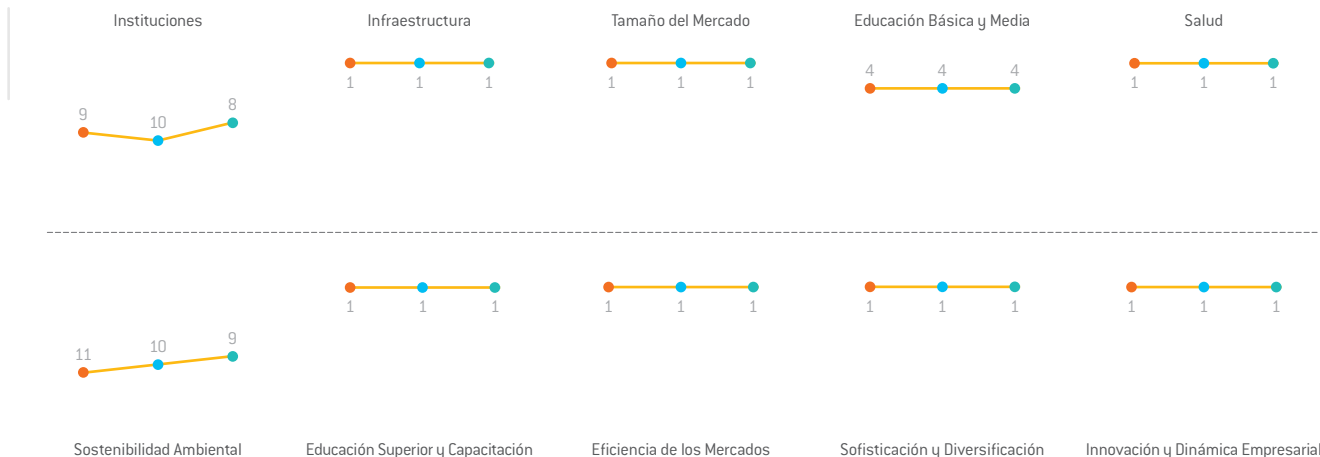 Instituciones
Infraestructura
Tamaño del Mercado
Educación Básica y Media
Salud
9 10 8
1 1 1
1 1 1
4 4 4
1 1 1
11 10 9
1 1 1
1 1 1
1 1 1
1 1 1
Sostenibilidad Ambiental
Educación Superior y Capacitación
Eficiencia de los Mercados
Sofisticación y Diversificación
Innovación y Dinámica Empresarial